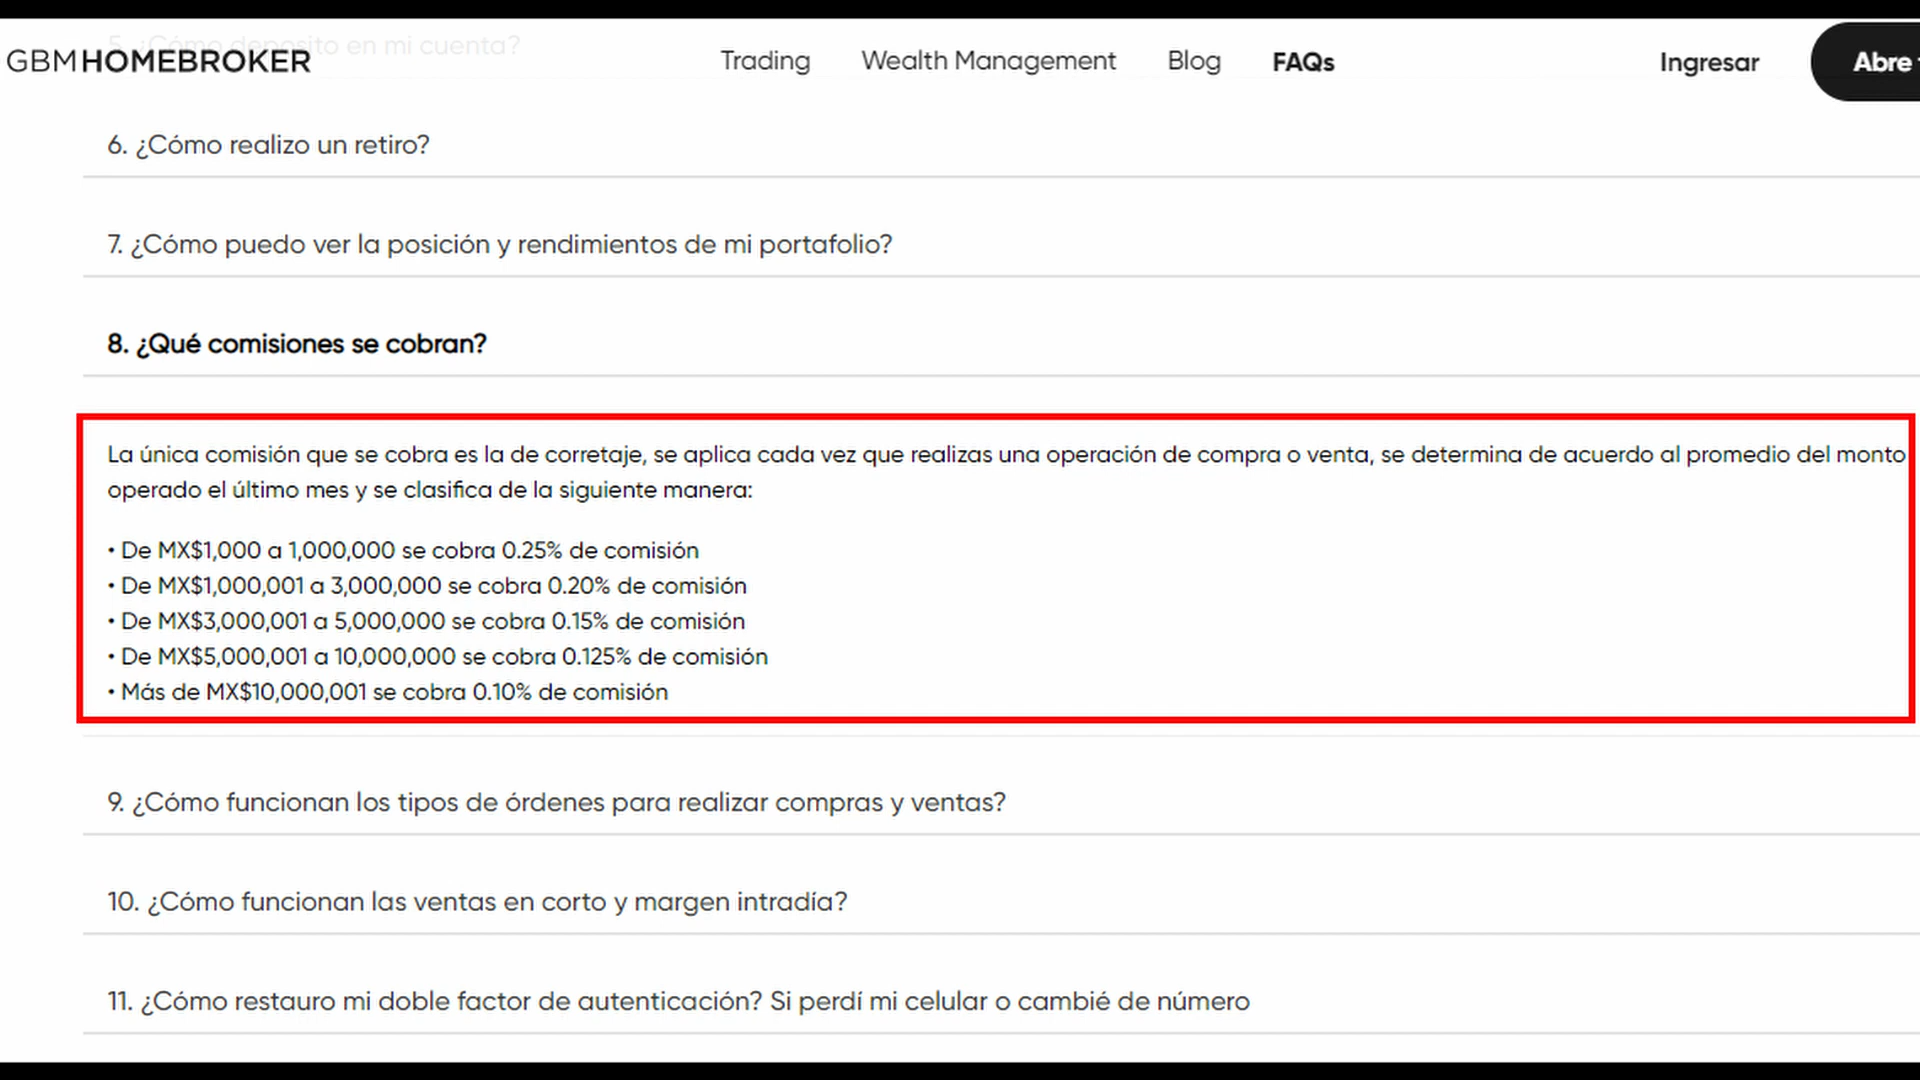 5. ¿Cómo deposito en mi cuenta?
GBMHOMEBROKER
Trading
Wealth Management
Blog
FAQs
Ingresar
Abre
6. ¿Cómo realizo un retiro?
7. ¿Cómo puedo ver la posición y rendimientos de mi portafolio?
8. ¿Qué comisiones se cobran?
La única comisión que se cobra es la de corretaje, se aplica cada vez que realizas una operación de compra o venta, se determina de acuerdo al promedio del monto
operado el último mes y se clasifica de la siguiente manera:
• De MX$1,000 a 1,000,000 se cobra 0.25% de comisión
• De MX$1,000,001 a 3,000,000 se cobra 0.20% de comisión
• De MX$3,000,001 a 5,000,000 se cobra 0.15% de comisión
• De MX$5,000,001 a 10,000,000 se cobra 0.125% de comisión
• Más de MX$10,000,001 se cobra 0.10% de comisión
9. ¿Cómo funcionan los tipos de órdenes para realizar compras y ventas?
10. ¿Cómo funcionan las ventas en corto y margen intradía?
11. ¿Cómo restauro mi doble factor de autenticación? Si perdí mi celular o cambié de número